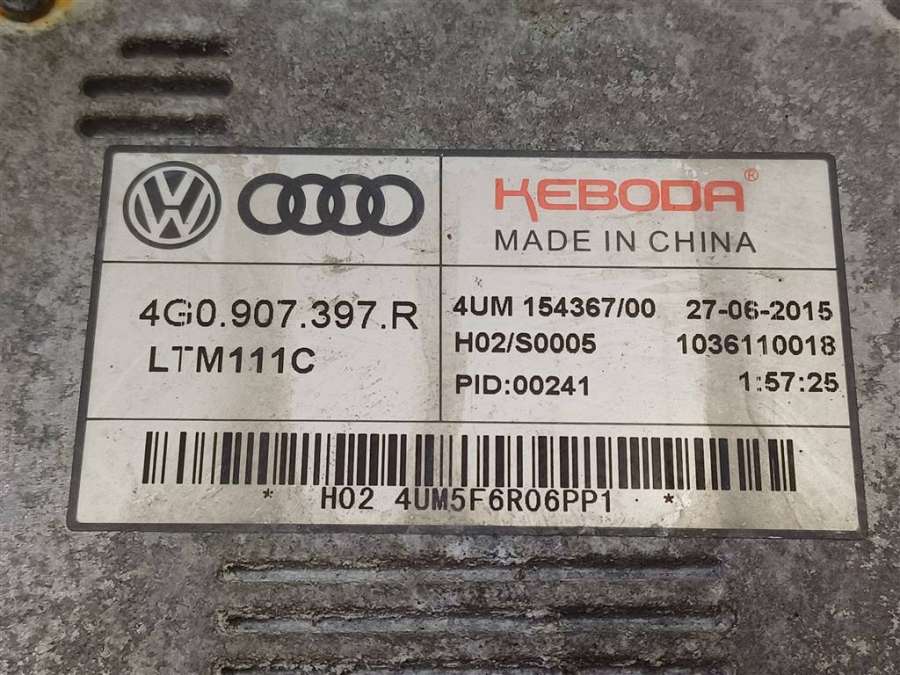 KEBODA®
MADE IN CHINA
4G0.907.397.R
LTM111C
4UM 154367/00 27-06-2015
H02/S0005 1036110018
PID:00241 1:57:25
* H02 4UM5F6R06PP1 *